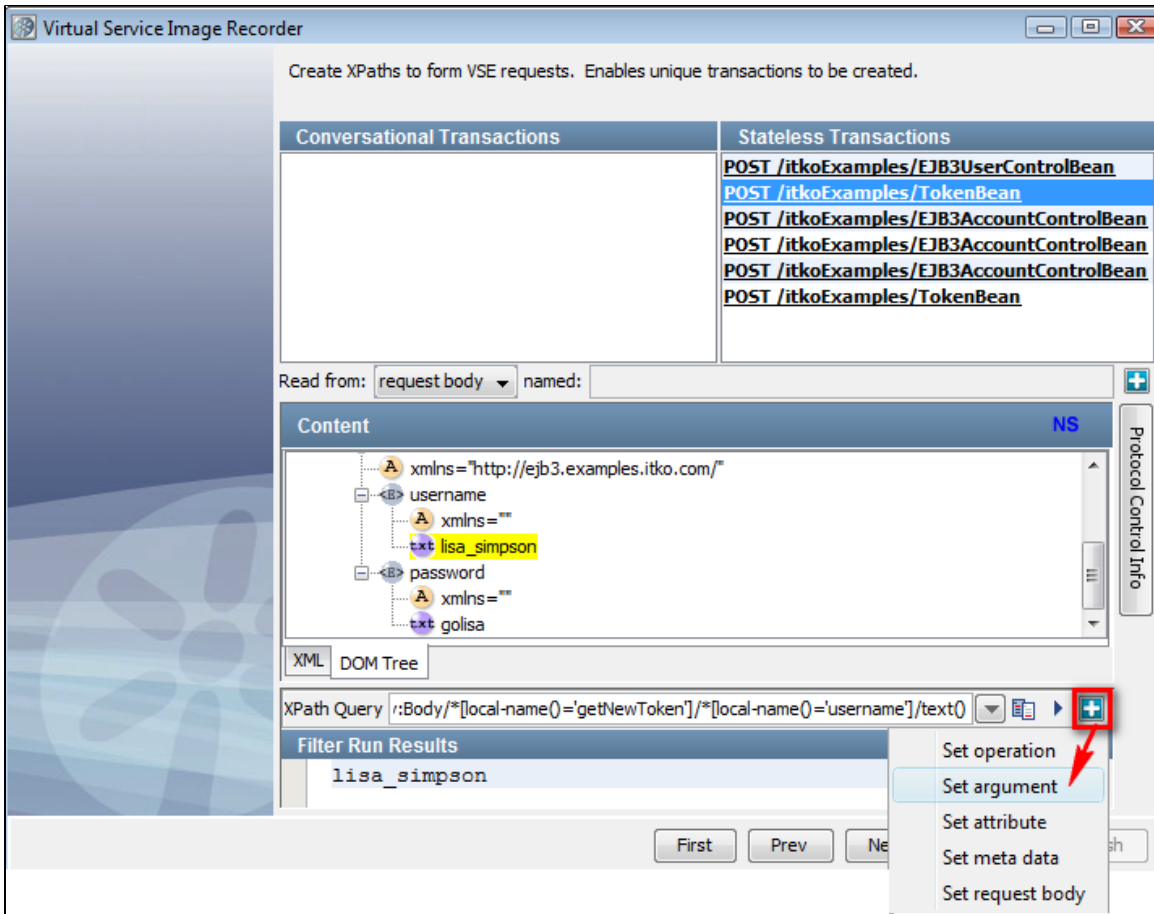 Virtual Service Image Recorder
Create XPaths to form VSE requests. Enables unique transactions to be created.
Conversational Transactions
Stateless Transactions
POST /itkoExamples/EJB3UserControlBean
POST /itkoExamples/TokenBean
POST /itkoExamples/EJB3AccountControlBean
POST /itkoExamples/EJB3AccountControlBean
POST /itkoExamples/EJB3AccountControlBean
POST /itkoExamples/TokenBean
Read from: request body named:
Content NS
Protocol Control Info
A xmlns="http://ejb3.examples.itko.com/"
<E> username
A xmlns=""
txt lisa_simpson
<E> password
A xmlns=""
txt golisa
XML DOM Tree
XPath Query :Body/*[local-name()='getNewToken']/*[local-name()='username']/text()
Filter Run Results
lisa_simpson
Set operation
Set argument
Set attribute
Set meta data
Set request body
First Prev Ne sh